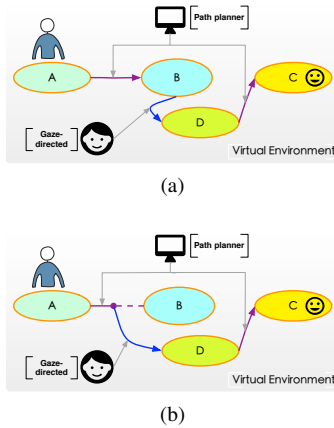 [Path planner]
A
B
C
D
[Gaze-
directed]
Virtual Environment
(a)
[Path planner]
A
B
C
D
[Gaze-
directed]
Virtual Environment
(b)